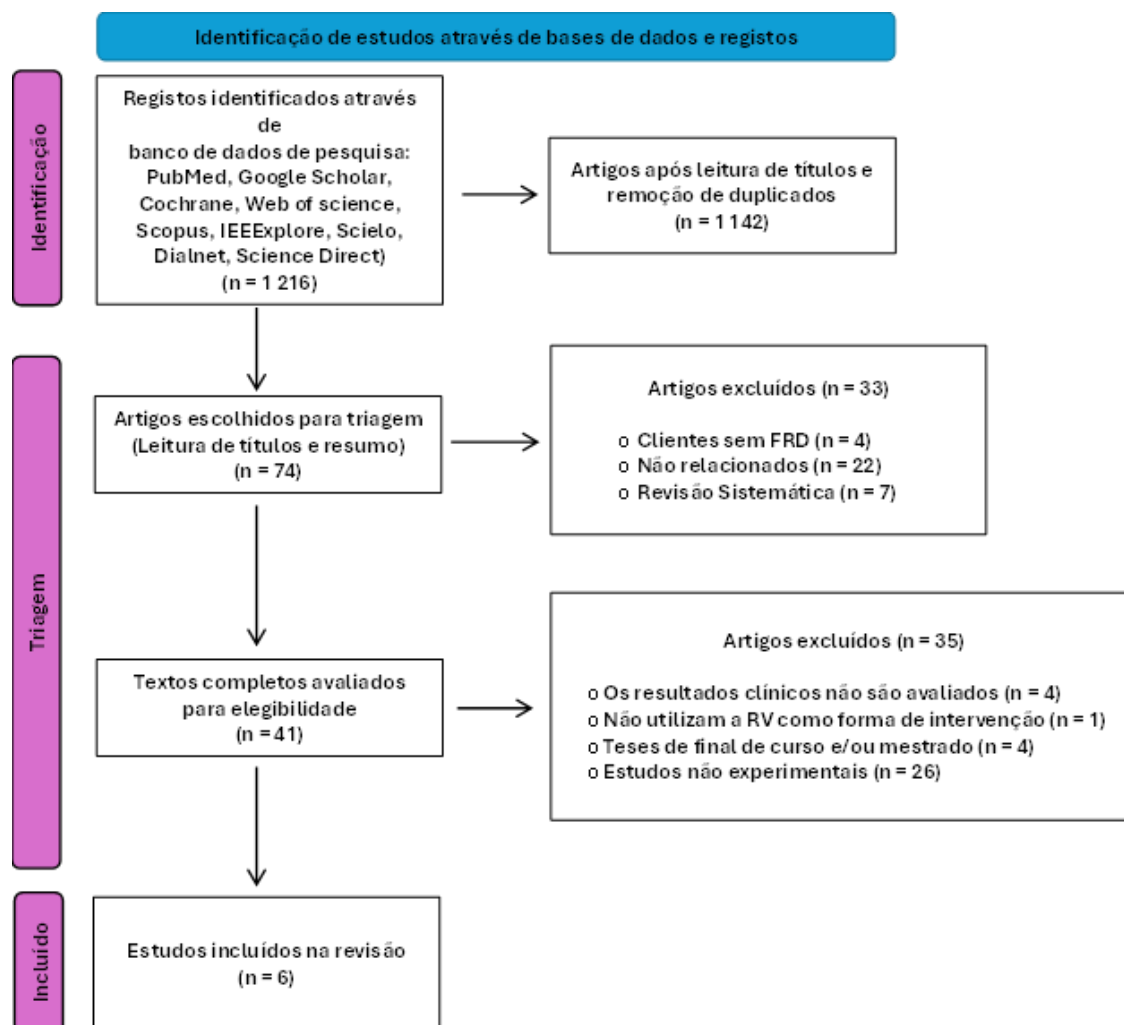 Identificação de estudos através de bases de dados e registos
Identificação
Registos identificados através
de
banco de dados de pesquisa:
PubMed, Google Scholar,
Cochrane, Web of science,
Scopus, IEEExplore, Scielo,
Dialnet, Science Direct)
(n = 1 216)
Artigos após leitura de títulos e
remoção de duplicados
(n = 1 142)
Triagem
Artigos escolhidos para triagem
(Leitura de títulos e resumo)
(n = 74)
Artigos excluídos (n = 33)
o Clientes sem FRD (n = 4)
o Não relacionados (n = 22)
o Revisão Sistemática (n = 7)
Textos completos avaliados
para elegibilidade
(n = 41)
Artigos excluídos (n = 35)
o Os resultados clínicos não são avaliados (n = 4)
o Não utilizam a RV como forma de intervenção (n = 1)
o Teses de final de curso e/ou mestrado (n = 4)
o Estudos não experimentais (n = 26)
Incluído
Estudos incluídos na revisão
(n = 6)